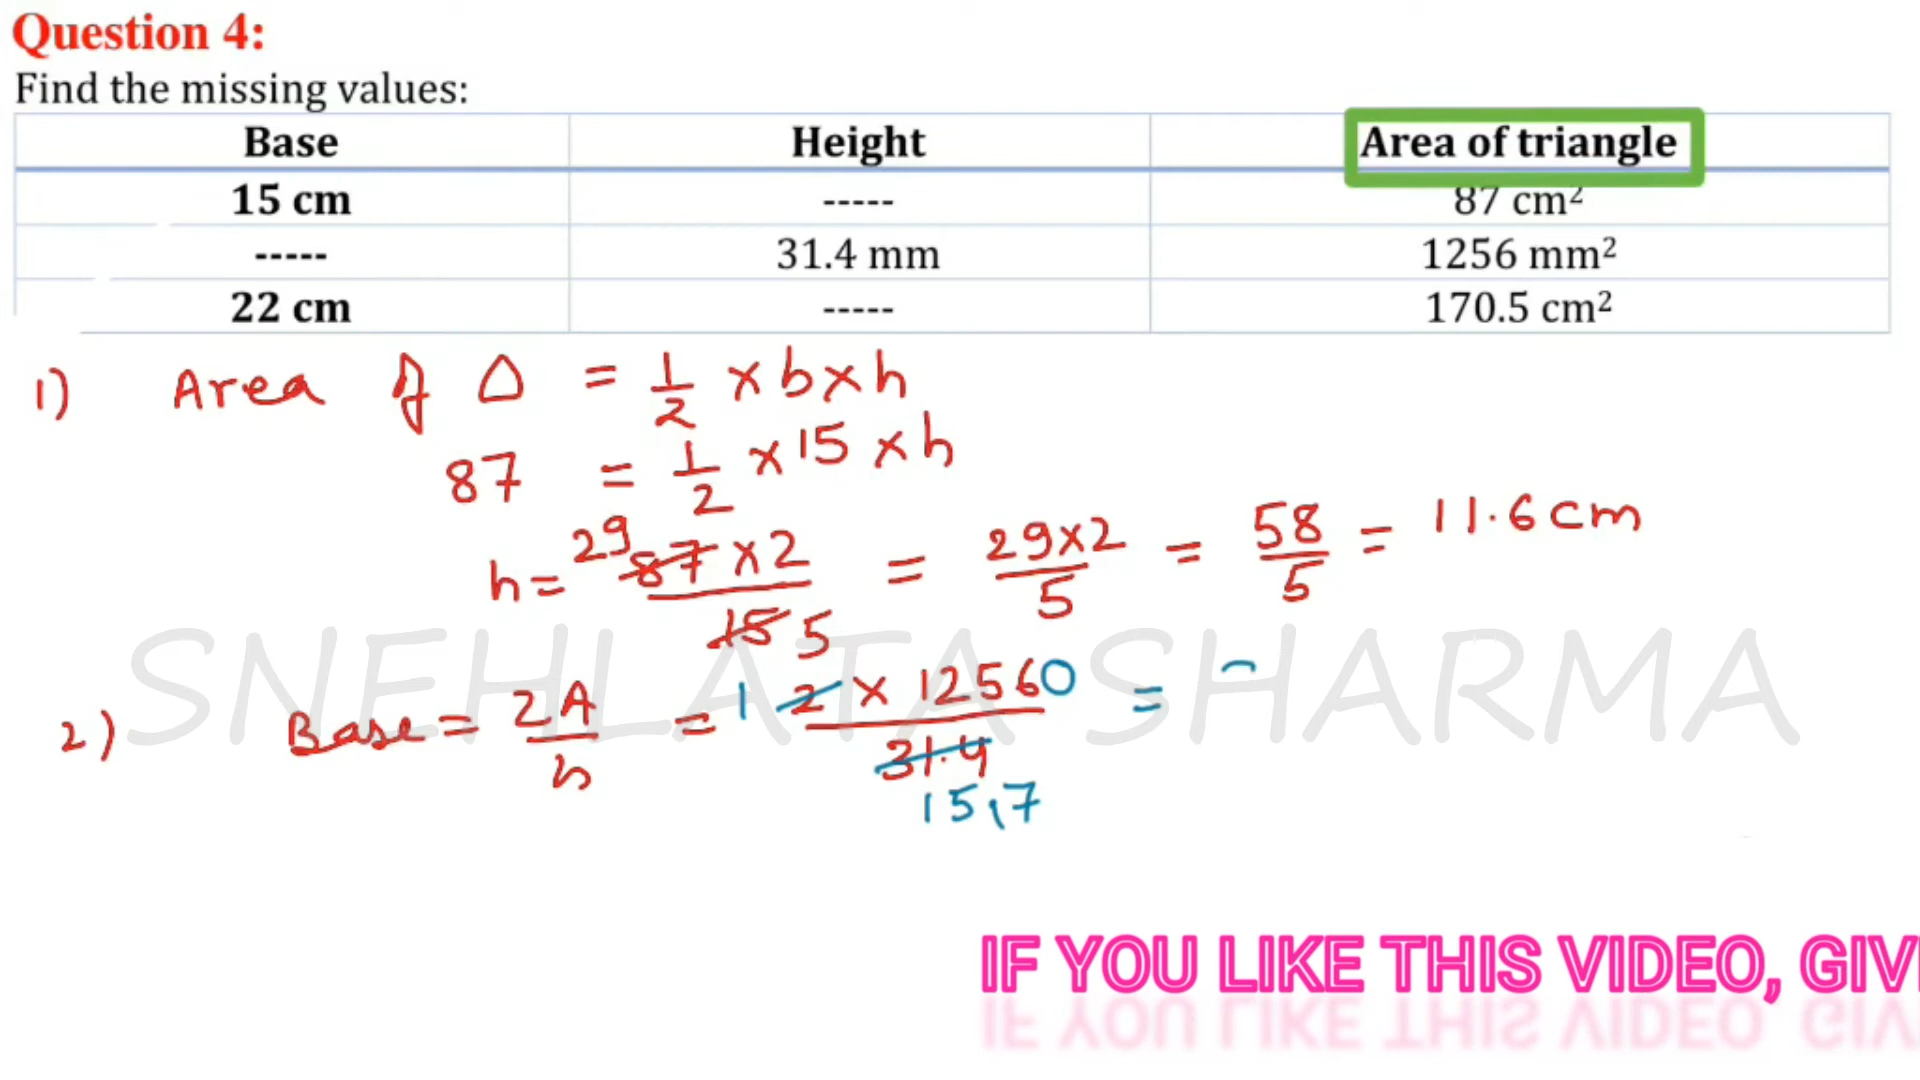 Question 4:
Find the missing values:
Base Height Area of triangle
15 cm ----- 87 cm²
----- 31.4 mm 1256 mm²
22 cm ----- 170.5 cm²
1) Area of Δ = 1/2 × b × h
87 = 1/2 × 15 × h
h = 29 87 × 2 / 15 5 = 29×2 / 5 = 58/5 = 11.6 cm
SNEHLATA SHARMA
2) Base = 2A/h = 1 2 × 12560 / 31.4 15.7 =
IF YOU LIKE THIS VIDEO, GIV